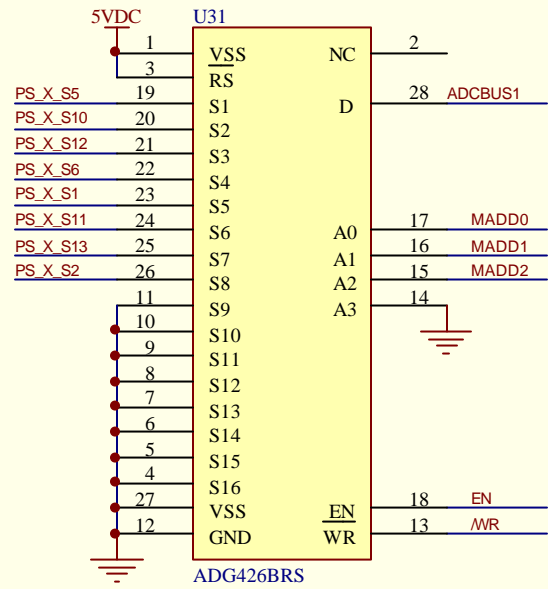 5VDC U31
1 VSS NC 2
3 RS
PS_X_S5 19 S1 D 28 ADCBUS1
PS_X_S10 20 S2
PS_X_S12 21 S3
PS_X_S6 22 S4
PS_X_S1 23 S5
PS_X_S11 24 S6 A0 17 MADD0
PS_X_S13 25 S7 A1 16 MADD1
PS_X_S2 26 S8 A2 15 MADD2
11 S9 A3 14
10 S10
9 S11
8 S12
7 S13
6 S14
5 S15
4 S16
27 VSS EN 18 EN
12 GND WR 13 /WR
ADG426BRS